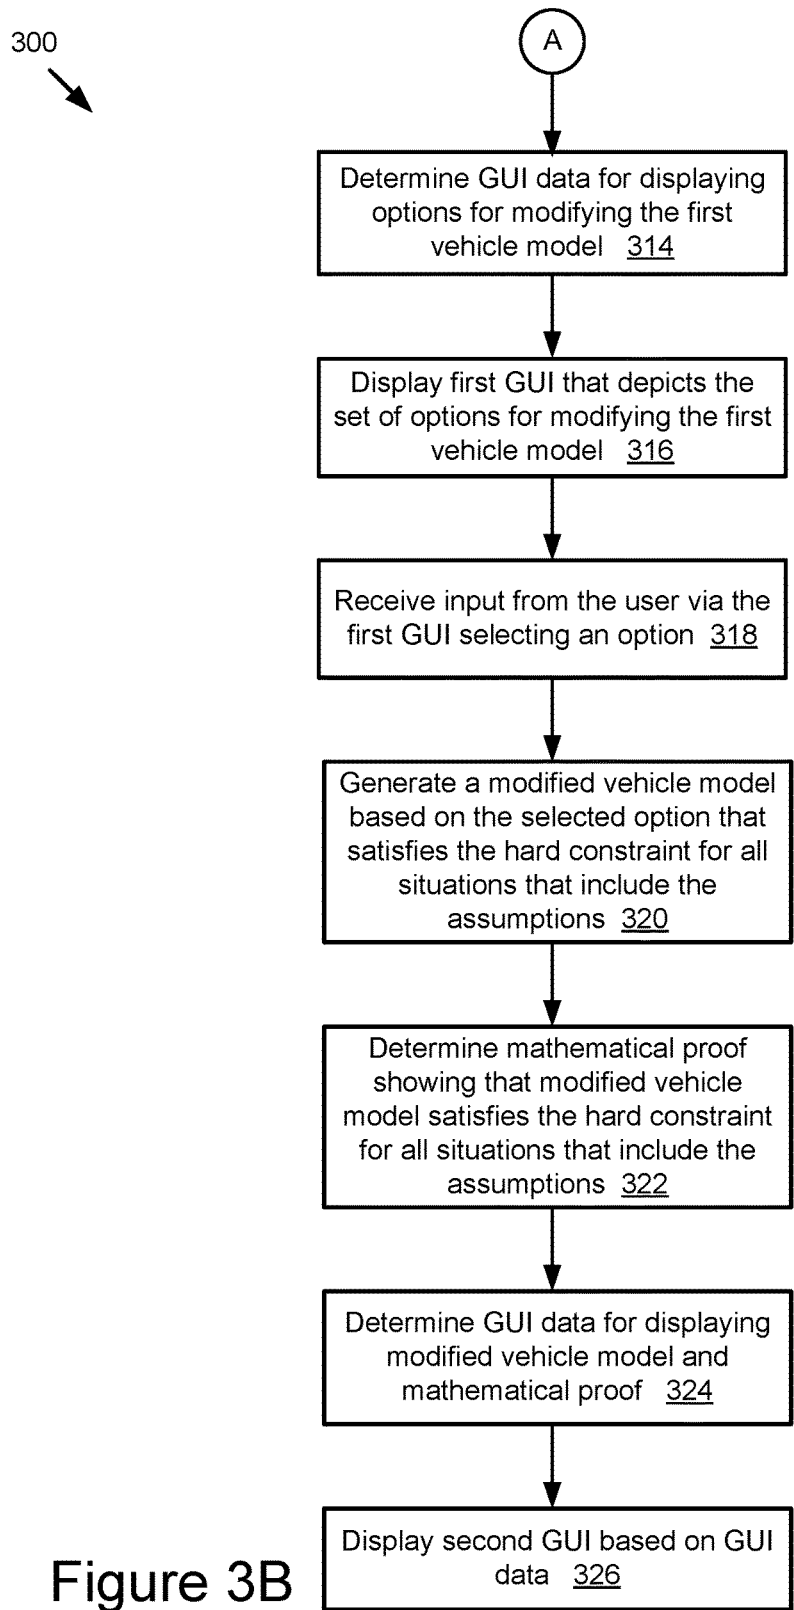 300
A
Determine GUI data for displaying
options for modifying the first
vehicle model 314
Display first GUI that depicts the
set of options for modifying the first
vehicle model 316
Receive input from the user via the
first GUI selecting an option 318
Generate a modified vehicle model
based on the selected option that
satisfies the hard constraint for all
situations that include the
assumptions 320
Determine mathematical proof
showing that modified vehicle
model satisfies the hard constraint
for all situations that include the
assumptions 322
Determine GUI data for displaying
modified vehicle model and
mathematical proof 324
Display second GUI based on GUI
data 326
Figure 3B